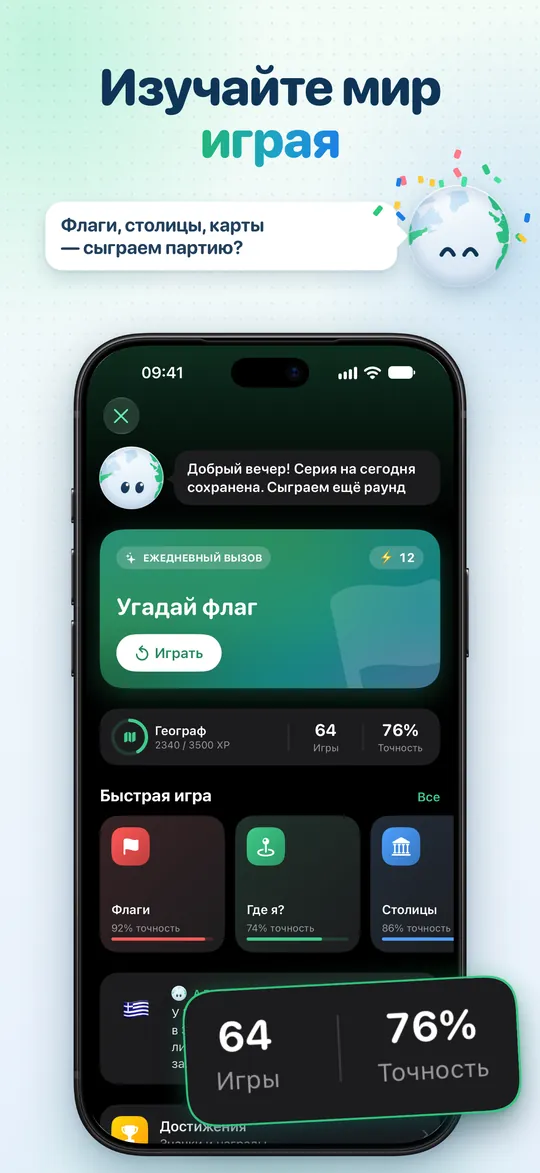 Изучайте мир
играя
Флаги, столицы, карты
— сыграем партию?
09:41
Добрый вечер! Серия на сегодня
сохранена. Сыграем ещё раунд
ЕЖЕДНЕВНЫЙ ВЫЗОВ
12
Угадай флаг
Играть
Географ
2340 / 3500 XP
64
Игры
76%
Точность
Быстрая игра
Все
Флаги
92% точность
Где я?
74% точность
Столицы
86% точность
64
Игры
76%
Точность
Достижения
Значки и награды